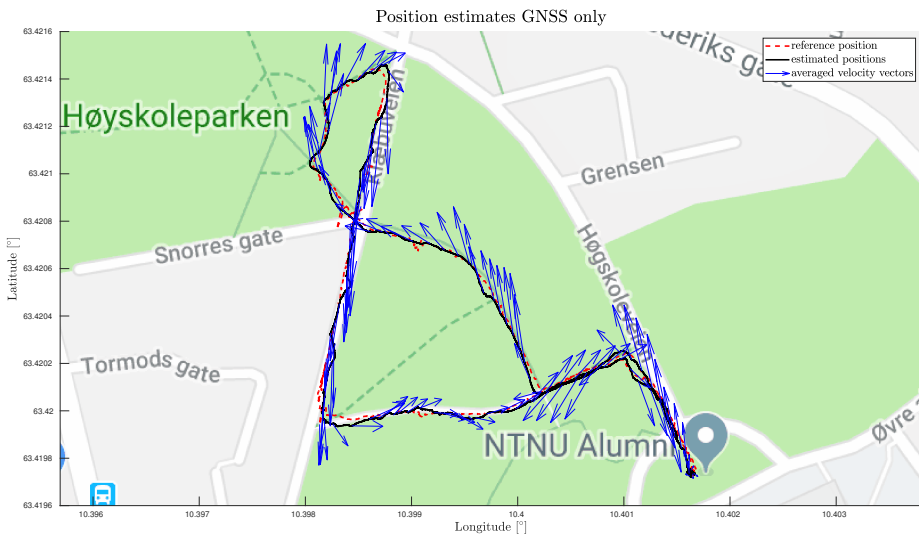 Position estimates GNSS only
63.4216
63.4214
63.4212
63.421
63.4208
63.4206
63.4204
63.4202
63.42
63.4198
63.4196
Latitude [°]
reference position
estimated positions
averaged velocity vectors
Høyskoleparken
Grensen
Snorres gate
Tormods gate
NTNU Alumni
10.396
10.397
10.398
10.399
10.4
10.401
10.402
10.403
Longitude [°]